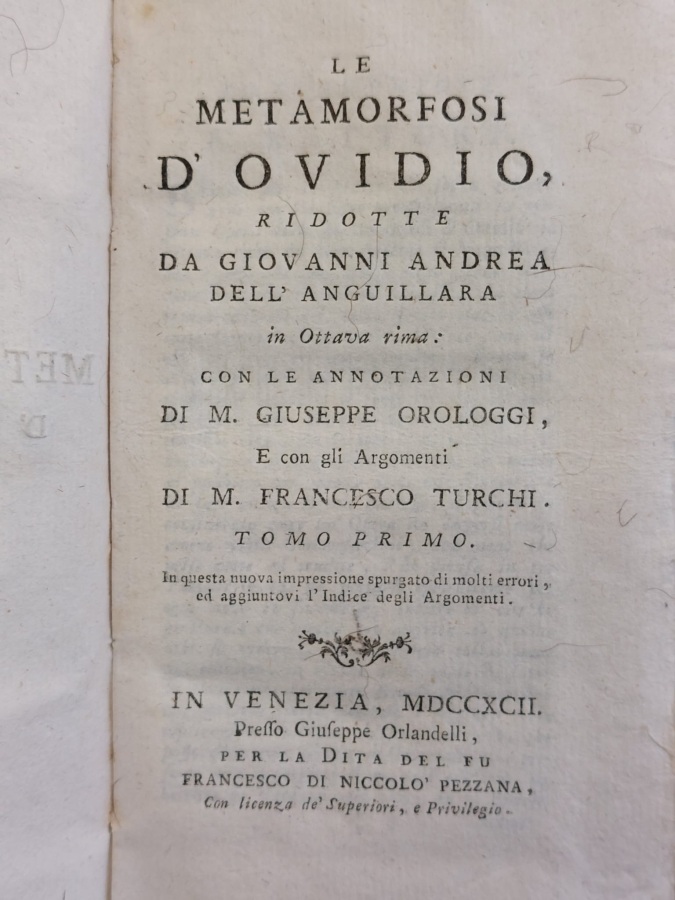 LE
METAMORFOSI
D' OVIDIO,
RIDOTTE
DA GIOVANNI ANDREA
DELL' ANGUILLARA
in Ottava rima:
CON LE ANNOTAZIONI
DI M. GIUSEPPE OROLOGGI,
E con gli Argomenti
DI M. FRANCESCO TURCHI.
TOMO PRIMO.
In questa nuova impressione spurgato di molti errori,
ed aggiuntovi l'Indice degli Argomenti.
IN VENEZIA, MDCCXCII.
Presso Giuseppe Orlandelli,
PER LA DITA DEL FU
FRANCESCO DI NICCOLO' PEZZANA,
Con licenza de' Superiori, e Privilegio.